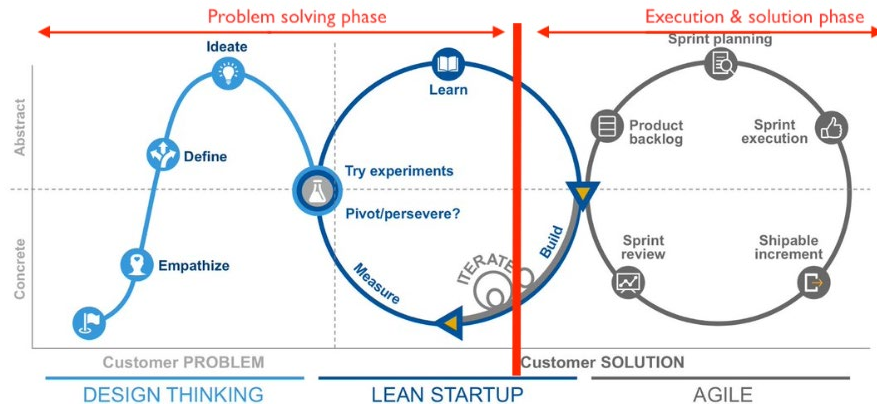 Problem solving phase
Execution & solution phase
Abstract
Concrete
Ideate
Define
Empathize
Learn
Try experiments
Pivot/persevere?
Measure
ITERATE
Build
Sprint planning
Product
backlog
Sprint
execution
Sprint
review
Shipable
increment
Customer PROBLEM
Customer SOLUTION
DESIGN THINKING
LEAN STARTUP
AGILE